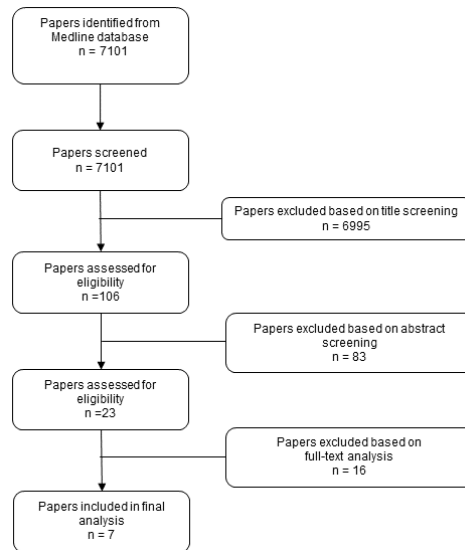 Papers identified from
Medline database
n = 7101
Papers screened
n = 7101
Papers excluded based on title screening
n = 6995
Papers assessed for
eligibility
n =106
Papers excluded based on abstract
screening
n = 83
Papers assessed for
eligibility
n =23
Papers excluded based on
full-text analysis
n = 16
Papers included in final
analysis
n = 7